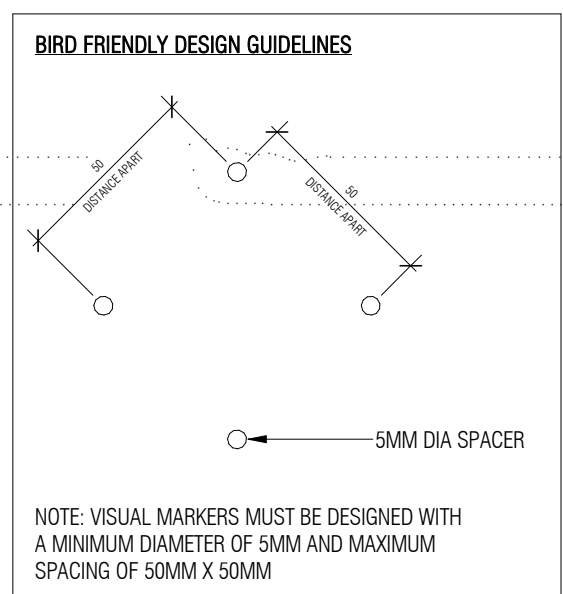 BIRD FRIENDLY DESIGN GUIDELINES
50
DISTANCE APART
50
DISTANCE APART
5MM DIA SPACER
NOTE: VISUAL MARKERS MUST BE DESIGNED WITH
A MINIMUM DIAMETER OF 5MM AND MAXIMUM
SPACING OF 50MM X 50MM